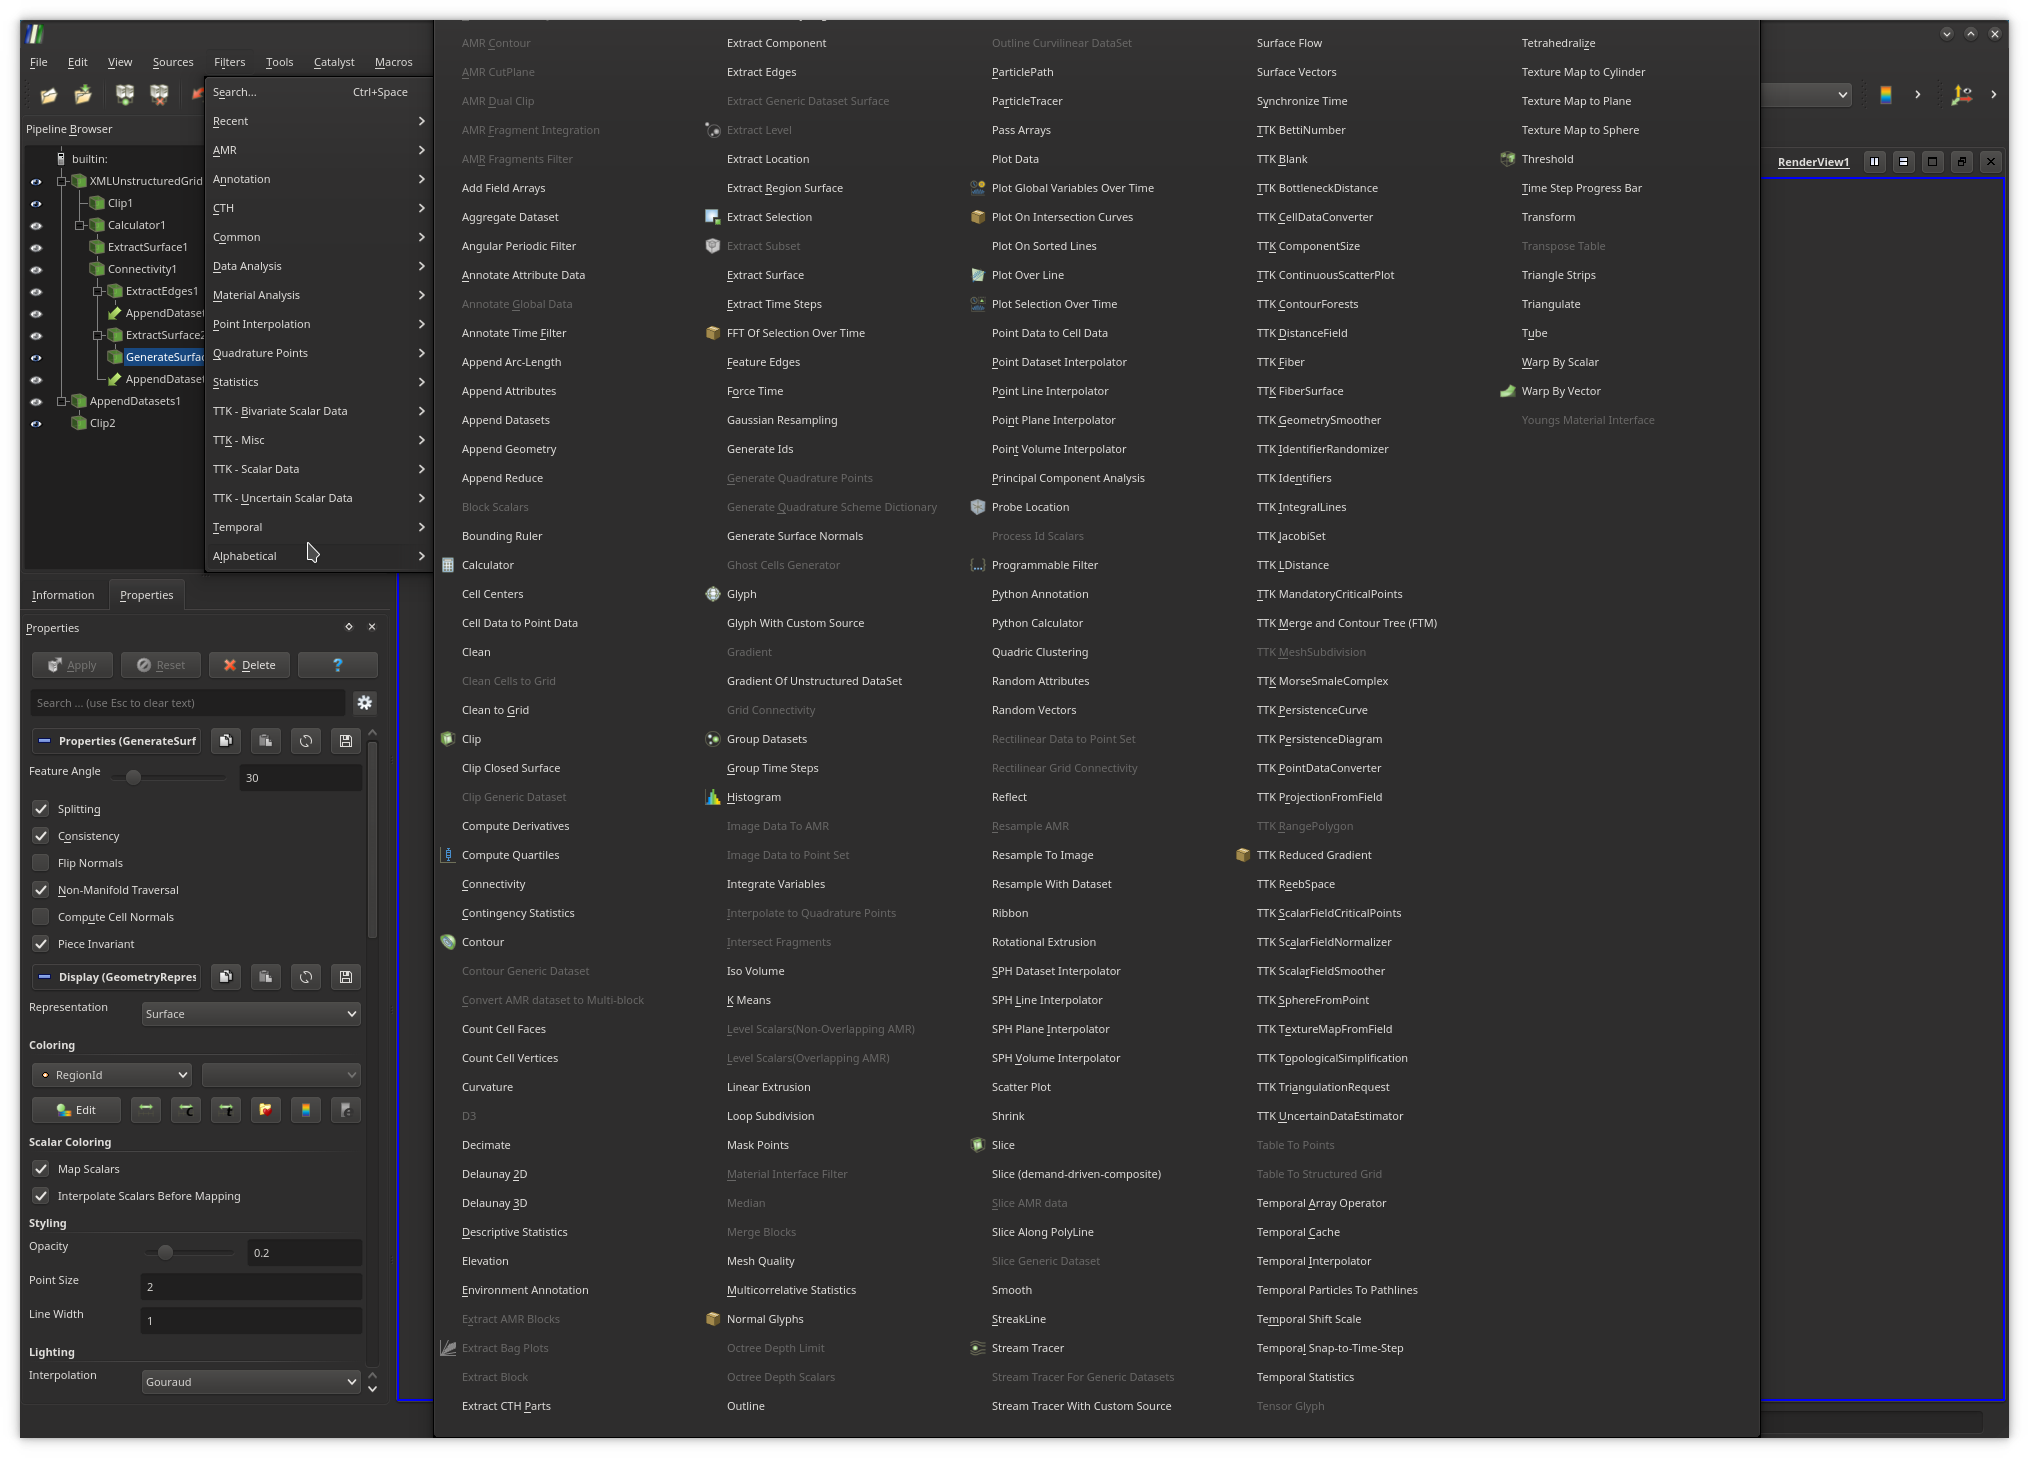 File Edit View Sources Filters Tools Catalyst Macros
Pipeline Browser
builtin:
XMLUnstructuredGrid
Clip1
Calculator1
ExtractSurface1
Connectivity1
ExtractEdges1
AppendDataset
ExtractSurface2
GenerateSurfac
AppendDataset
AppendDatasets1
Clip2
Search... Ctrl+Space
Recent
AMR
Annotation
CTH
Common
Data Analysis
Material Analysis
Point Interpolation
Quadrature Points
Statistics
TTK - Bivariate Scalar Data
TTK - Misc
TTK - Scalar Data
TTK - Uncertain Scalar Data
Temporal
Alphabetical
Information Properties
Properties
Apply Reset Delete ?
Search ... (use Esc to clear text)
Properties (GenerateSurf
Feature Angle 30
Splitting
Consistency
Flip Normals
Non-Manifold Traversal
Compute Cell Normals
Piece Invariant
Display (GeometryRepres
Representation Surface
Coloring
RegionId
Edit
Scalar Coloring
Map Scalars
Interpolate Scalars Before Mapping
Styling
Opacity 0.2
Point Size 2
Line Width 1
Lighting
Interpolation Gouraud
AMR Contour
AMR CutPlane
AMR Dual Clip
AMR Fragment Integration
AMR Fragments Filter
Add Field Arrays
Aggregate Dataset
Angular Periodic Filter
Annotate Attribute Data
Annotate Global Data
Annotate Time Filter
Append Arc-Length
Append Attributes
Append Datasets
Append Geometry
Append Reduce
Block Scalars
Bounding Ruler
Calculator
Cell Centers
Cell Data to Point Data
Clean
Clean Cells to Grid
Clean to Grid
Clip
Clip Closed Surface
Clip Generic Dataset
Compute Derivatives
Compute Quartiles
Connectivity
Contingency Statistics
Contour
Contour Generic Dataset
Convert AMR dataset to Multi-block
Count Cell Faces
Count Cell Vertices
Curvature
D3
Decimate
Delaunay 2D
Delaunay 3D
Descriptive Statistics
Elevation
Environment Annotation
Extract AMR Blocks
Extract Bag Plots
Extract Block
Extract CTH Parts
Extract Component
Extract Edges
Extract Generic Dataset Surface
Extract Level
Extract Location
Extract Region Surface
Extract Selection
Extract Subset
Extract Surface
Extract Time Steps
FFT Of Selection Over Time
Feature Edges
Force Time
Gaussian Resampling
Generate Ids
Generate Quadrature Points
Generate Quadrature Scheme Dictionary
Generate Surface Normals
Ghost Cells Generator
Glyph
Glyph With Custom Source
Gradient
Gradient Of Unstructured DataSet
Grid Connectivity
Group Datasets
Group Time Steps
Histogram
Image Data To AMR
Image Data to Point Set
Integrate Variables
Interpolate to Quadrature Points
Intersect Fragments
Iso Volume
K Means
Level Scalars(Non-Overlapping AMR)
Level Scalars(Overlapping AMR)
Linear Extrusion
Loop Subdivision
Mask Points
Material Interface Filter
Median
Merge Blocks
Mesh Quality
Multicorrelative Statistics
Normal Glyphs
Octree Depth Limit
Octree Depth Scalars
Outline
Outline Curvilinear DataSet
ParticlePath
ParticleTracer
Pass Arrays
Plot Data
Plot Global Variables Over Time
Plot On Intersection Curves
Plot On Sorted Lines
Plot Over Line
Plot Selection Over Time
Point Data to Cell Data
Point Dataset Interpolator
Point Line Interpolator
Point Plane Interpolator
Point Volume Interpolator
Principal Component Analysis
Probe Location
Process Id Scalars
Programmable Filter
Python Annotation
Python Calculator
Quadric Clustering
Random Attributes
Random Vectors
Rectilinear Data to Point Set
Rectilinear Grid Connectivity
Reflect
Resample AMR
Resample To Image
Resample With Dataset
Ribbon
Rotational Extrusion
SPH Dataset Interpolator
SPH Line Interpolator
SPH Plane Interpolator
SPH Volume Interpolator
Scatter Plot
Shrink
Slice
Slice (demand-driven-composite)
Slice AMR data
Slice Along PolyLine
Slice Generic Dataset
Smooth
StreakLine
Stream Tracer
Stream Tracer For Generic Datasets
Stream Tracer With Custom Source
Surface Flow
Surface Vectors
Synchronize Time
TTK BettiNumber
TTK Blank
TTK BottleneckDistance
TTK CellDataConverter
TTK ComponentSize
TTK ContinuousScatterPlot
TTK ContourForests
TTK DistanceField
TTK Fiber
TTK FiberSurface
TTK GeometrySmoother
TTK IdentifierRandomizer
TTK Identifiers
TTK IntegralLines
TTK JacobiSet
TTK LDistance
TTK MandatoryCriticalPoints
TTK Merge and Contour Tree (FTM)
TTK MeshSubdivision
TTK MorseSmaleComplex
TTK PersistenceCurve
TTK PersistenceDiagram
TTK PointDataConverter
TTK ProjectionFromField
TTK RangePolygon
TTK Reduced Gradient
TTK ReebSpace
TTK ScalarFieldCriticalPoints
TTK ScalarFieldNormalizer
TTK ScalarFieldSmoother
TTK SphereFromPoint
TTK TextureMapFromField
TTK TopologicalSimplification
TTK TriangulationRequest
TTK UncertainDataEstimator
Table To Points
Table To Structured Grid
Temporal Array Operator
Temporal Cache
Temporal Interpolator
Temporal Particles To Pathlines
Temporal Shift Scale
Temporal Snap-to-Time-Step
Temporal Statistics
Tensor Glyph
Tetrahedralize
Texture Map to Cylinder
Texture Map to Plane
Texture Map to Sphere
Threshold
Time Step Progress Bar
Transform
Transpose Table
Triangle Strips
Triangulate
Tube
Warp By Scalar
Warp By Vector
Youngs Material Interface
RenderView1